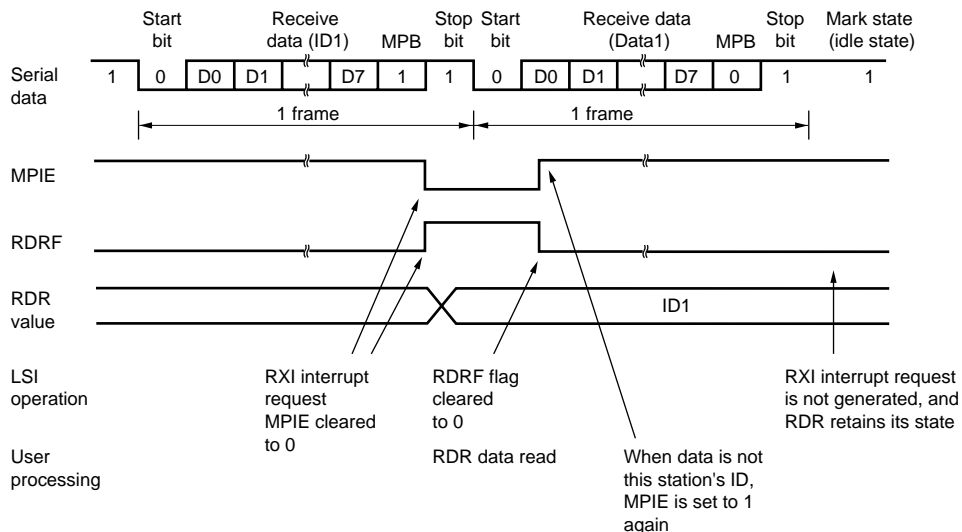 Start bit
Receive data (ID1)
MPB
Stop bit
Start bit
Receive data (Data1)
MPB
Stop bit
Mark state (idle state)
Serial data
1 0 D0 D1 D7 1 1 0 D0 D1 D7 0 1 1
1 frame
1 frame
MPIE
RDRF
RDR value
ID1
LSI operation
RXI interrupt request
MPIE cleared to 0
RDRF flag cleared to 0
RXI interrupt request is not generated, and RDR retains its state
User processing
RDR data read
When data is not this station's ID, MPIE is set to 1 again